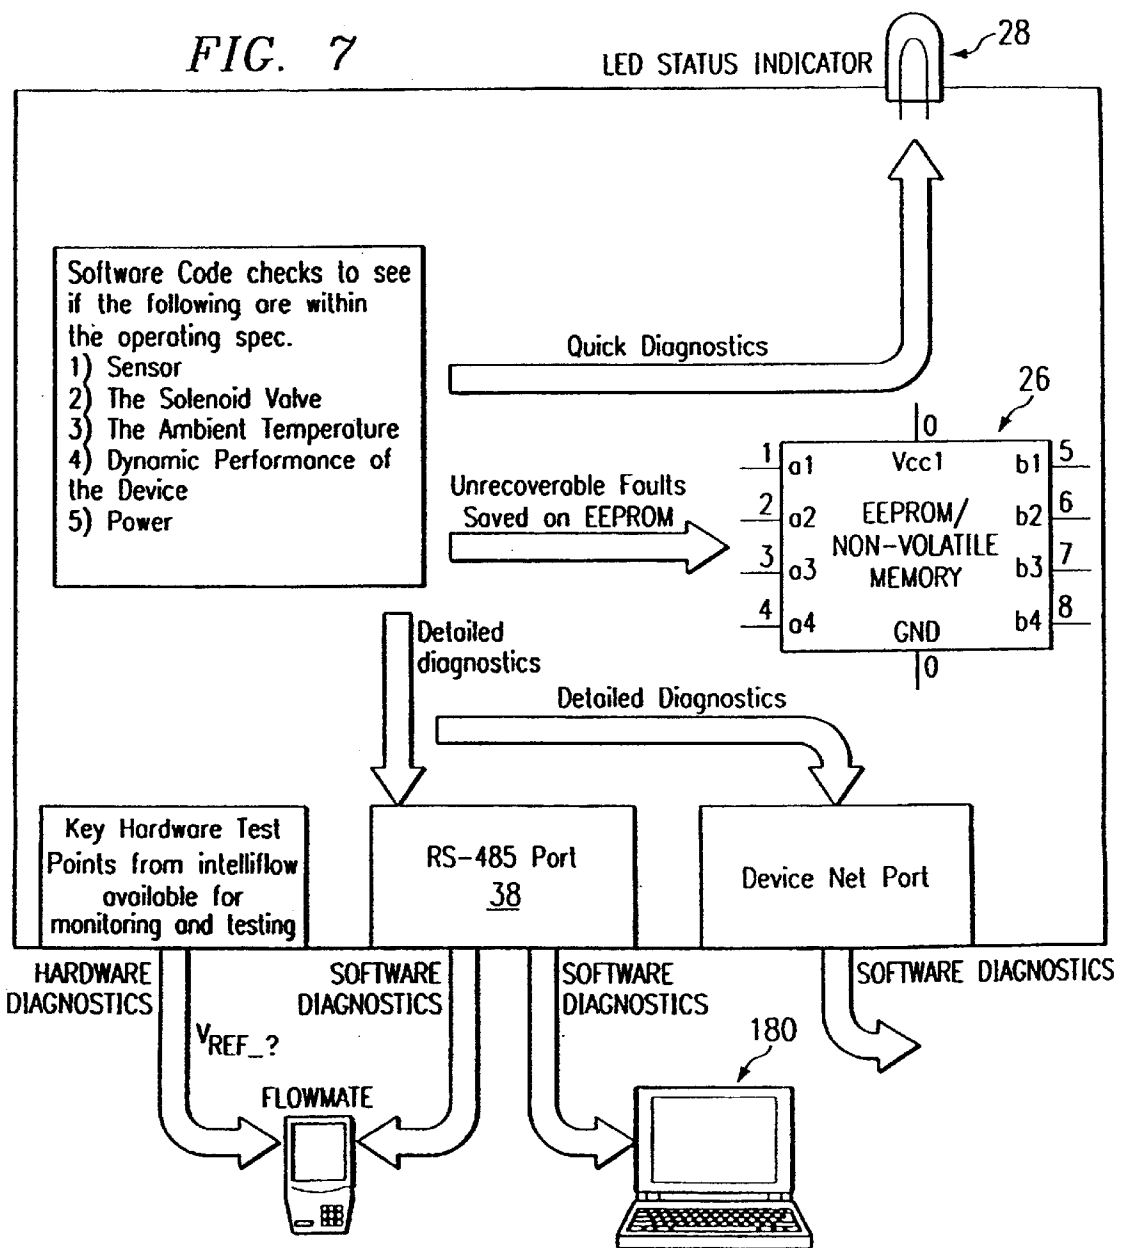 FIG. 7
28
LED STATUS INDICATOR
Software Code checks to see
if the following are within
the operating spec.
1) Sensor
2) The Solenoid Valve
3) The Ambient Temperature
4) Dynamic Performance of
the Device
5) Power
Quick Diagnostics
26
0
1 a1 Vcc1 b1 5
2 a2 b2 6
3 a3 b3 7
4 a4 b4 8
EEPROM/
NON-VOLATILE
MEMORY
GND
0
Unrecoverable Faults
Saved on EEPROM
Detailed
diagnostics
Detailed Diagnostics
Key Hardware Test
Points from intelliflow
available for
monitoring and testing
RS-485 Port
38
Device Net Port
HARDWARE
DIAGNOSTICS
SOFTWARE
DIAGNOSTICS
SOFTWARE
DIAGNOSTICS
SOFTWARE DIAGNOSTICS
VREF_?
180
FLOWMATE